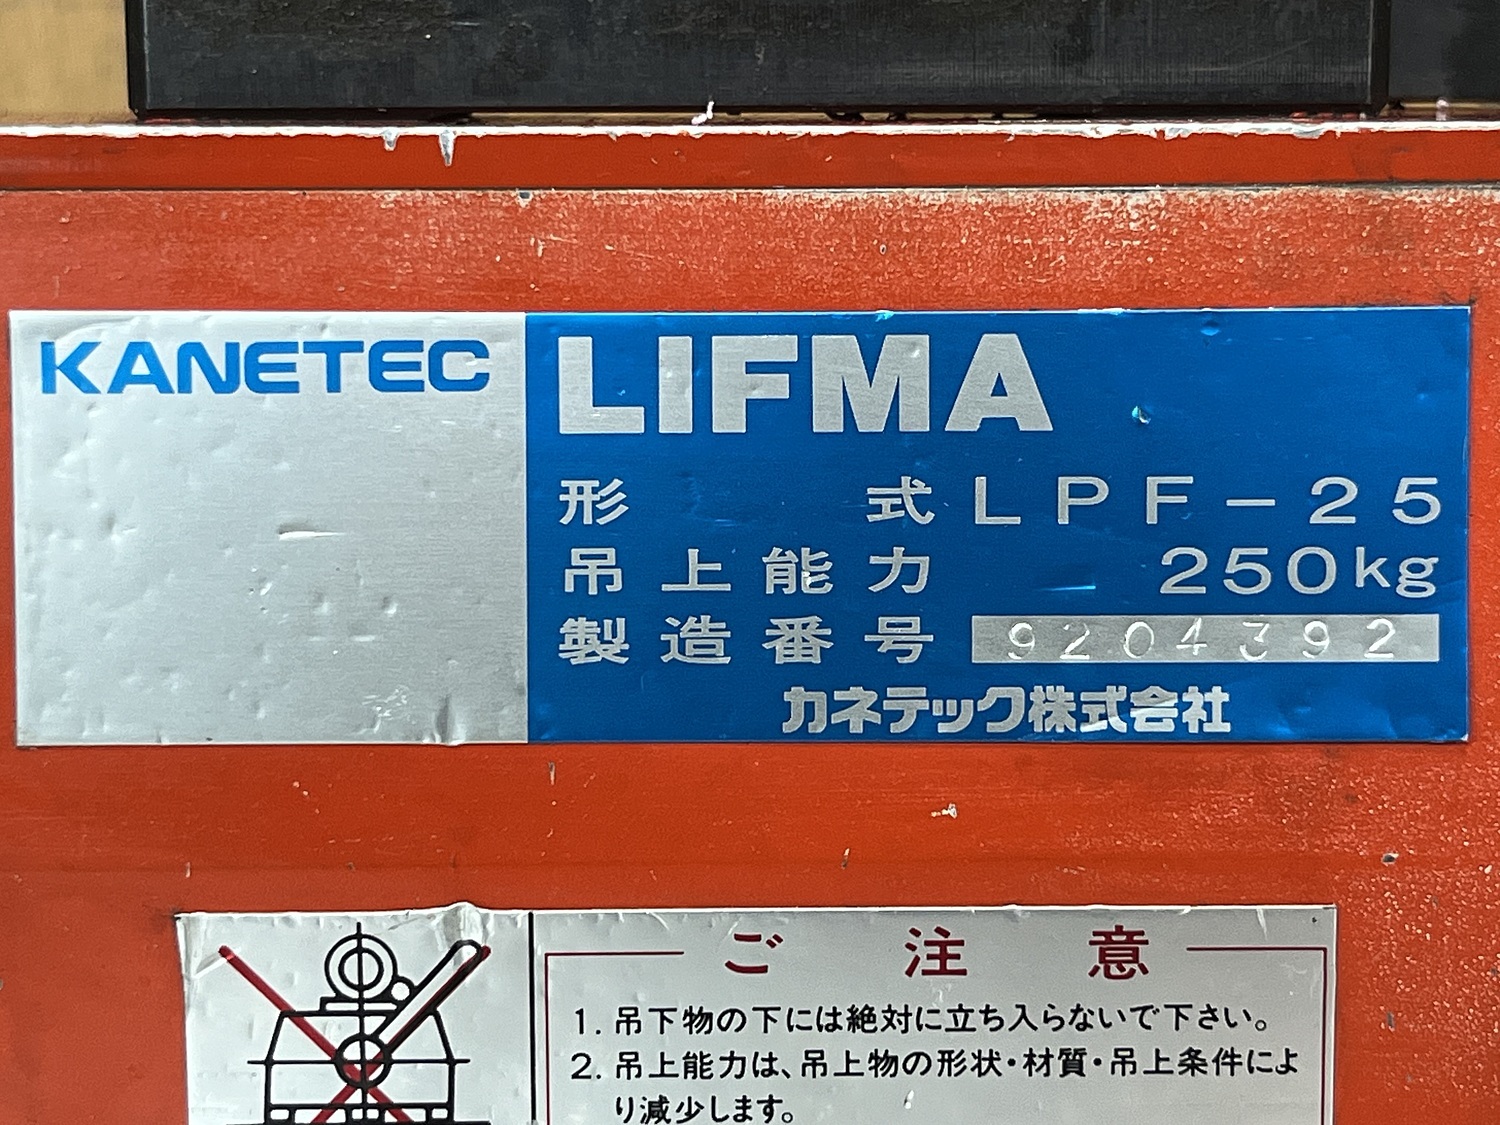 KANETEC
LIFMA
形式 LPF-25
吊上能力 250kg
製造番号 9204392
カネテック株式会社
ご注意
1. 吊下物の下には絶対に立ち入らないで下さい。
2. 吊上能力は、吊上物の形状・材質・吊上条件によ
り減少します。